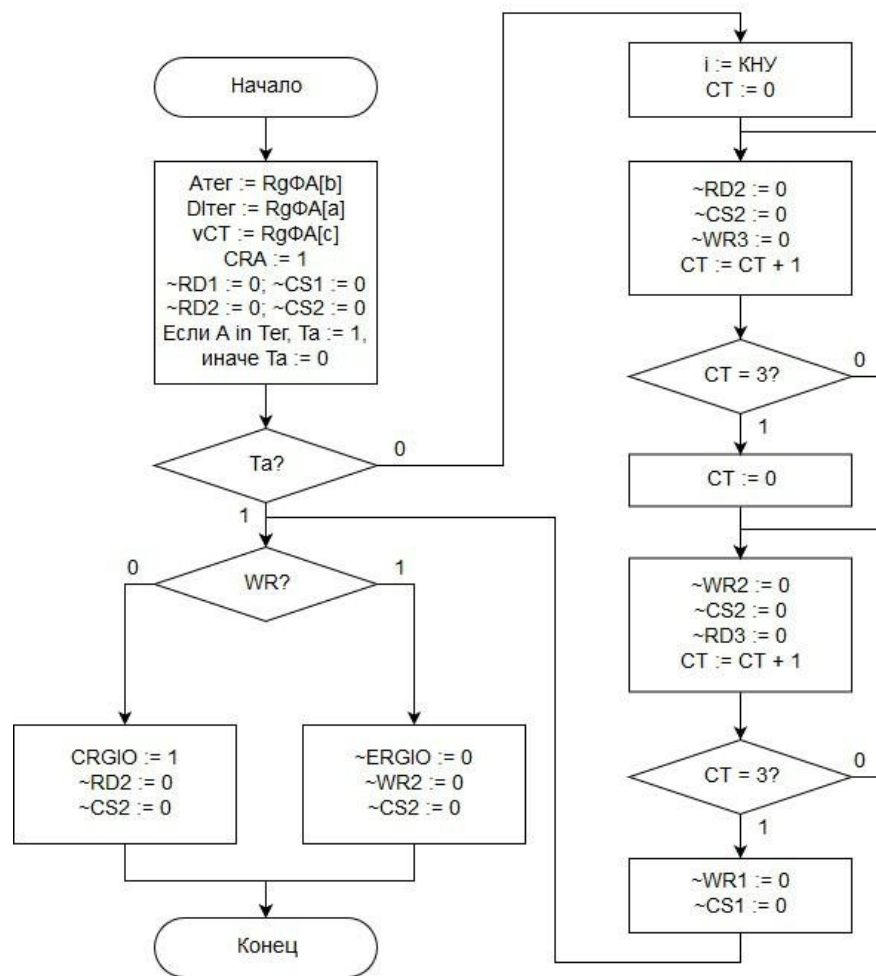 Начало
Aтег := RgФА[b]
DIтег := RgФА[a]
vCT := RgФА[c]
CRA := 1
~RD1 := 0; ~CS1 := 0
~RD2 := 0; ~CS2 := 0
Если A in Тег, Ta := 1,
иначе Ta := 0
Ta?
0
1
WR?
0
1
CRGIO := 1
~RD2 := 0
~CS2 := 0
~ERGIO := 0
~WR2 := 0
~CS2 := 0
Конец
i := КНУ
CT := 0
~RD2 := 0
~CS2 := 0
~WR3 := 0
CT := CT + 1
CT = 3?
0
1
CT := 0
~WR2 := 0
~CS2 := 0
~RD3 := 0
CT := CT + 1
CT = 3?
0
1
~WR1 := 0
~CS1 := 0